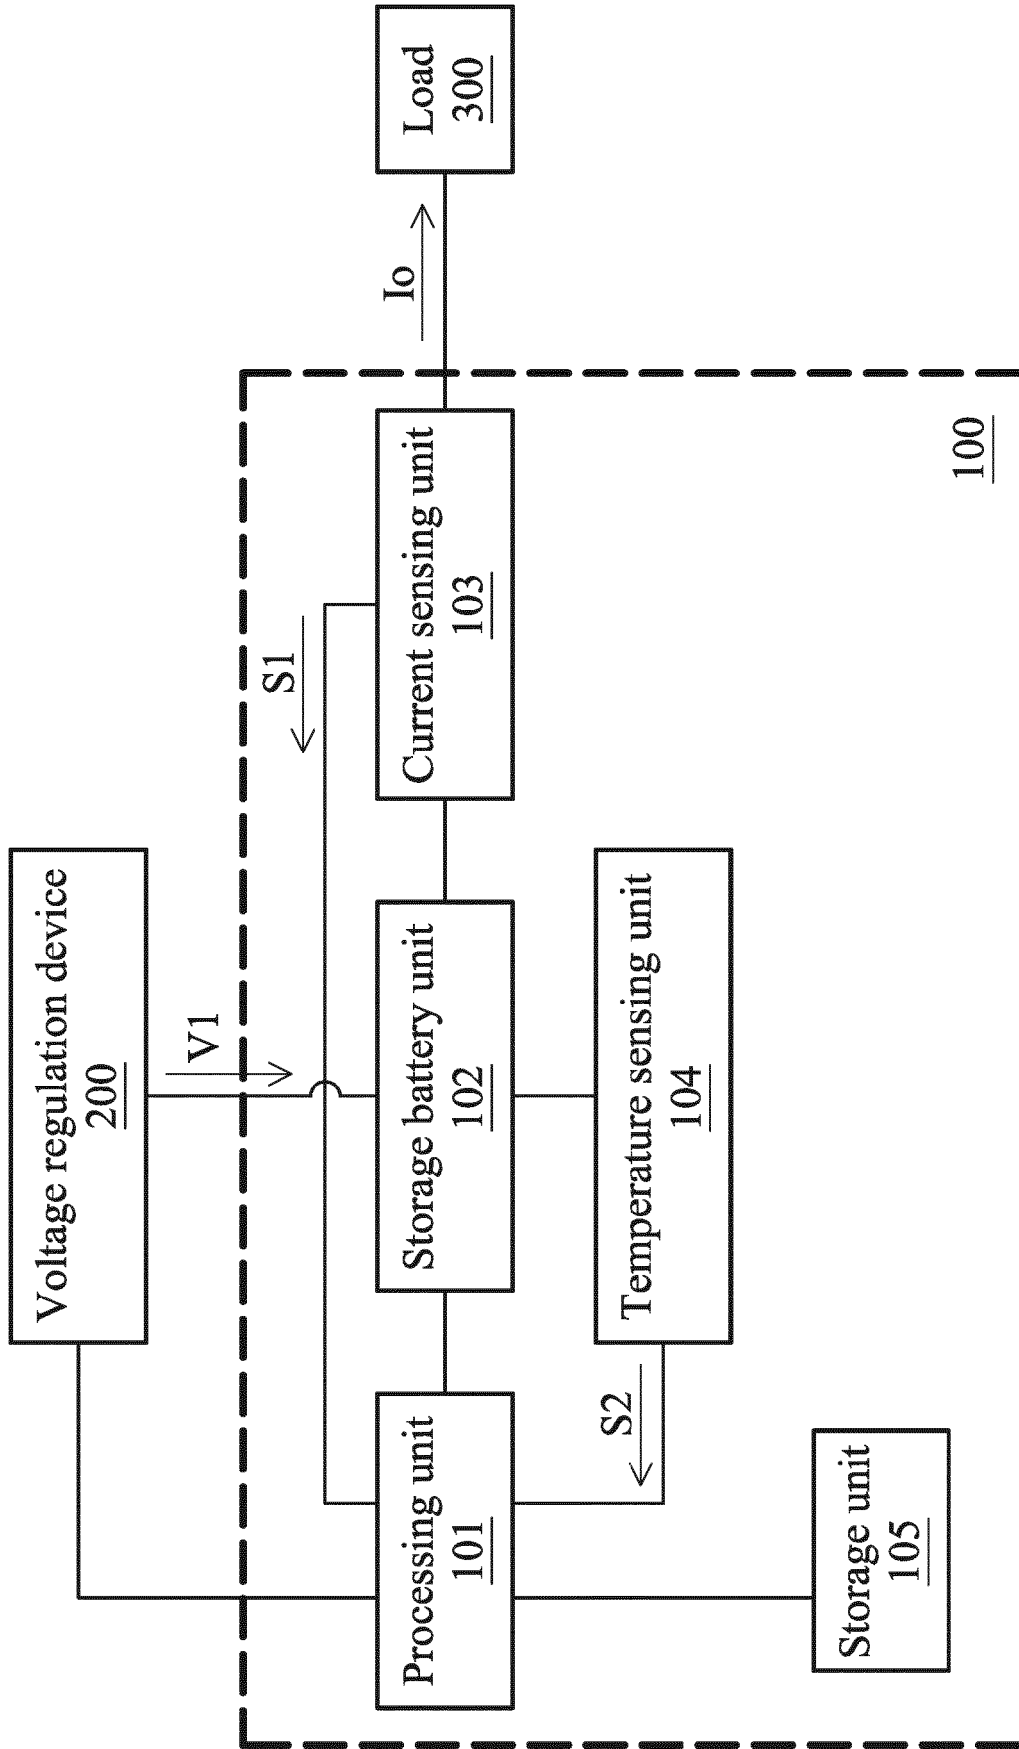 Voltage regulation device
200
V1
S1
Io
Processing unit
101
Storage battery unit
102
Current sensing unit
103
Load
300
S2
Temperature sensing unit
104
Storage unit
105
100